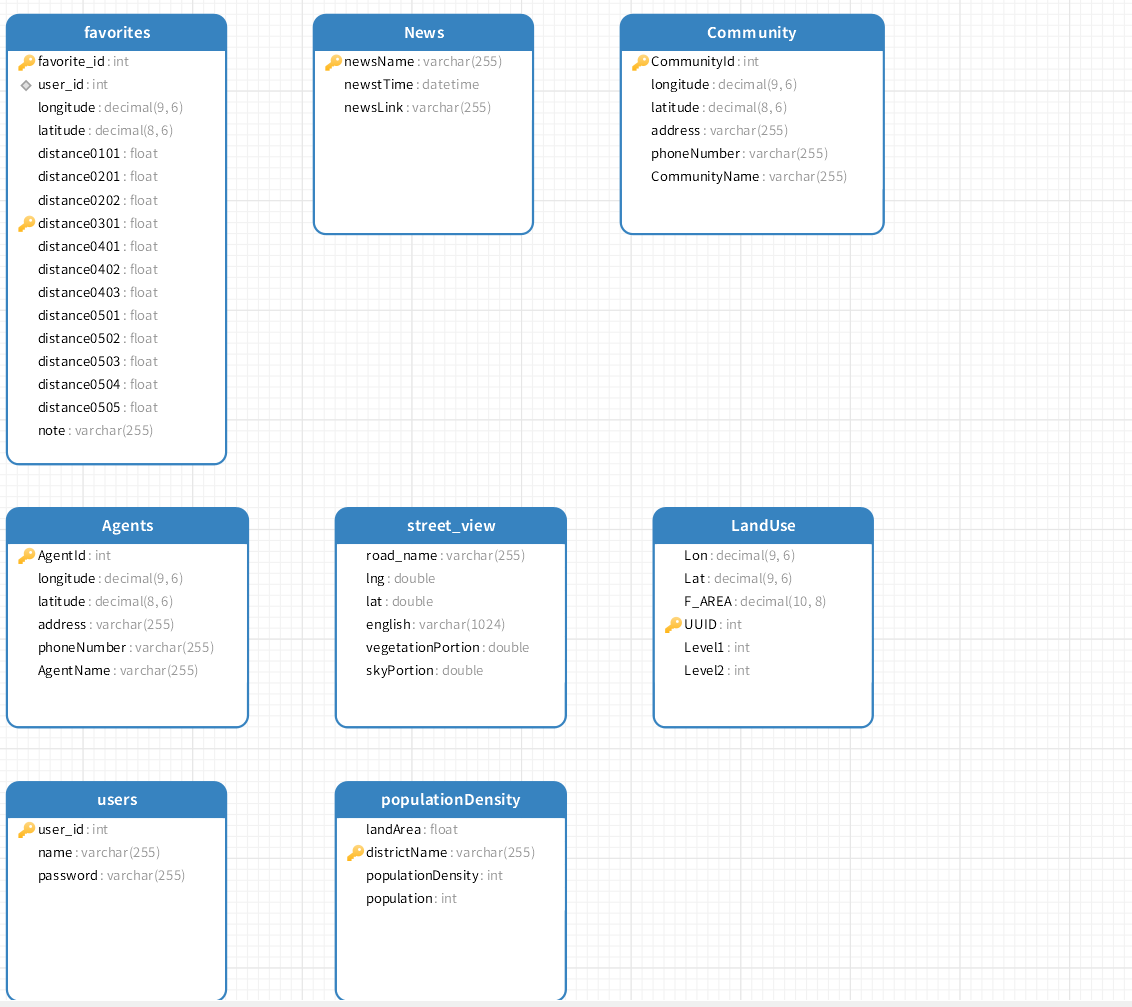 favorites
favorite_id : int
user_id : int
longitude : decimal(9, 6)
latitude : decimal(8, 6)
distance0101 : float
distance0201 : float
distance0202 : float
distance0301 : float
distance0401 : float
distance0402 : float
distance0403 : float
distance0501 : float
distance0502 : float
distance0503 : float
distance0504 : float
distance0505 : float
note : varchar(255)
News
newsName : varchar(255)
newstTime : datetime
newsLink : varchar(255)
Community
CommunityId : int
longitude : decimal(9, 6)
latitude : decimal(8, 6)
address : varchar(255)
phoneNumber : varchar(255)
CommunityName : varchar(255)
Agents
AgentId : int
longitude : decimal(9, 6)
latitude : decimal(8, 6)
address : varchar(255)
phoneNumber : varchar(255)
AgentName : varchar(255)
street_view
road_name : varchar(255)
lng : double
lat : double
english : varchar(1024)
vegetationPortion : double
skyPortion : double
LandUse
Lon : decimal(9, 6)
Lat : decimal(9, 6)
F_AREA : decimal(10, 8)
UUID : int
Level1 : int
Level2 : int
users
user_id : int
name : varchar(255)
password : varchar(255)
populationDensity
landArea : float
districtName : varchar(255)
populationDensity : int
population : int